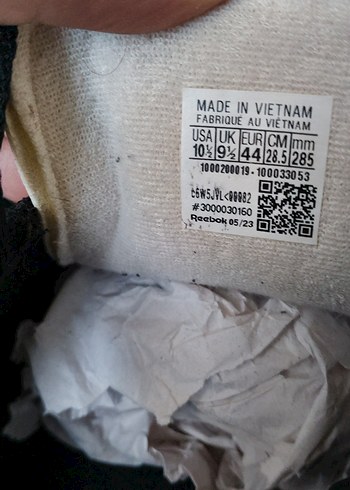 MADE IN VIETNAM
FABRIQUÉ AU VIÊTNAM
USA UK EUR CM mm
10½ 9½ 44 28.5 285
1000200019 - 100033053
#3000030160
Reebok 05/23